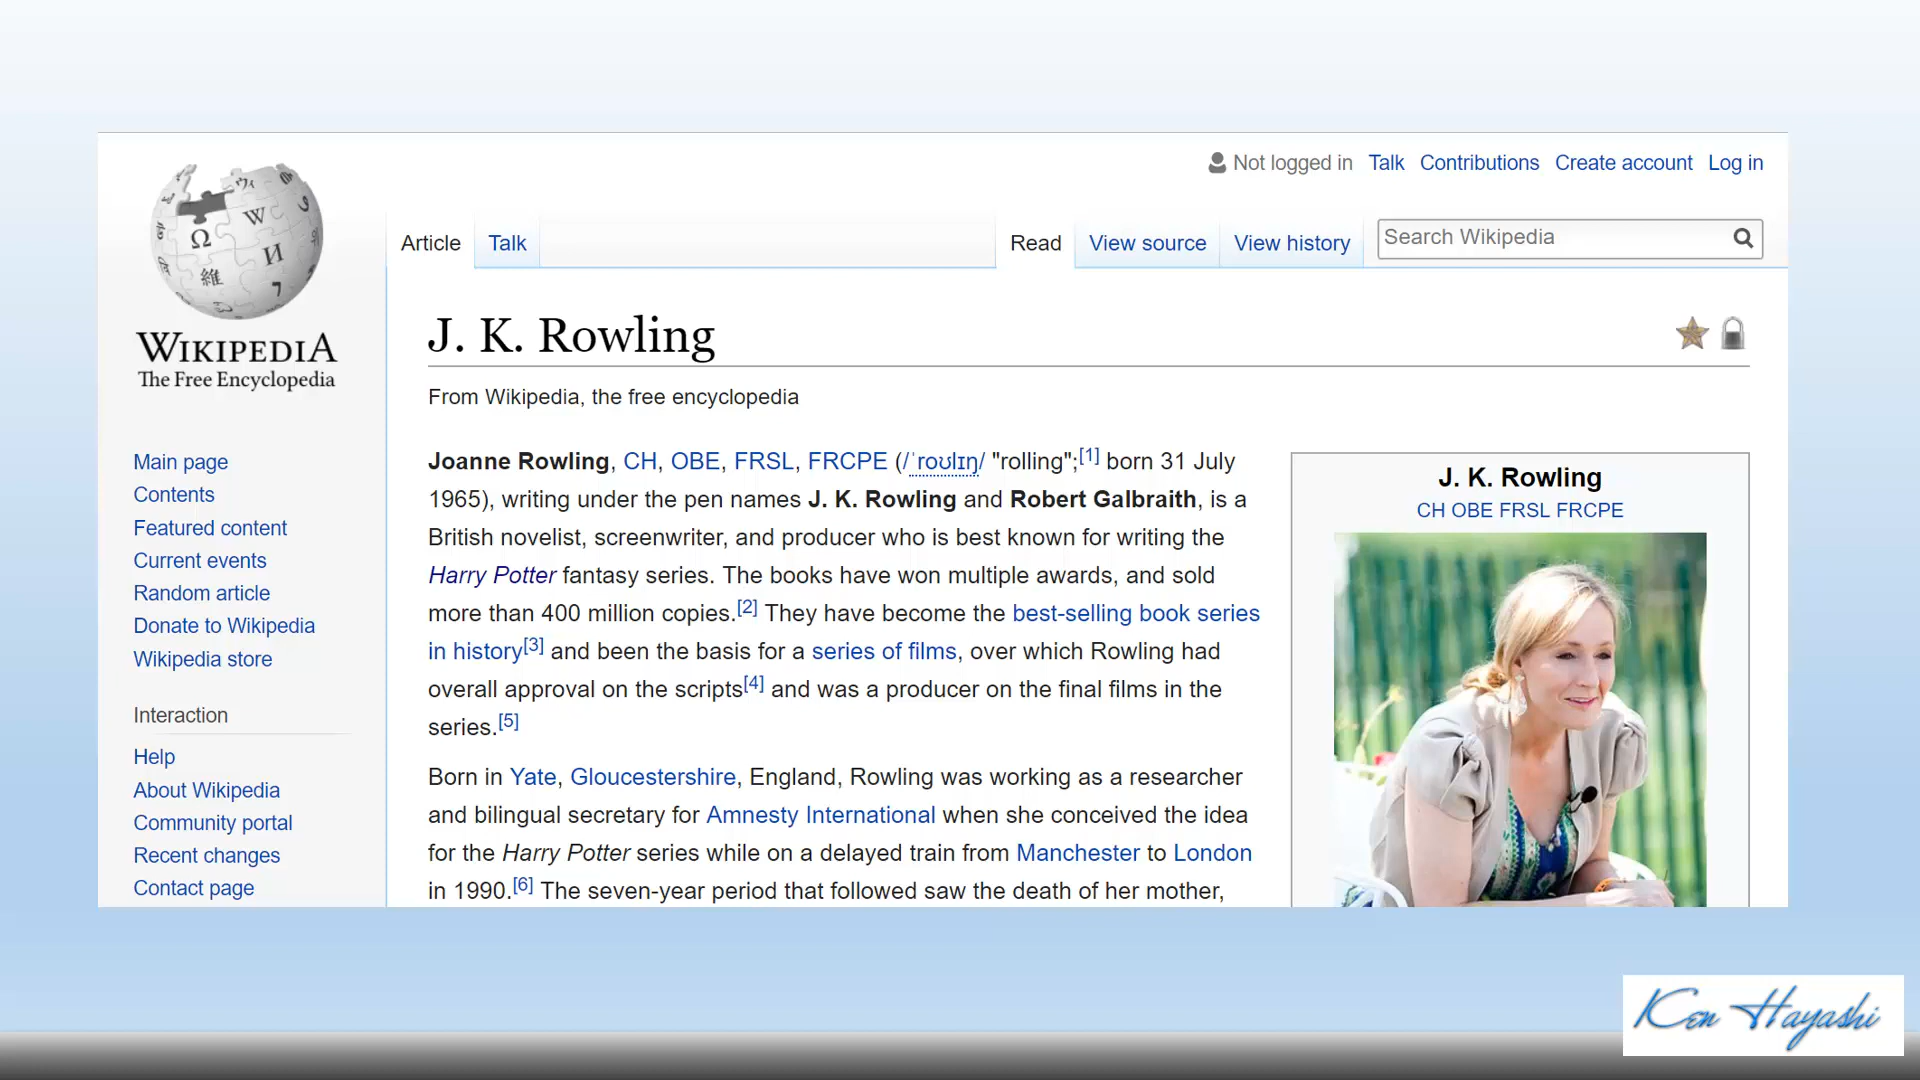 Not logged in Talk Contributions Create account Log in
Article Talk Read View source View history Search Wikipedia
WIKIPEDIA
The Free Encyclopedia
Main page
Contents
Featured content
Current events
Random article
Donate to Wikipedia
Wikipedia store
Interaction
Help
About Wikipedia
Community portal
Recent changes
Contact page
J. K. Rowling
From Wikipedia, the free encyclopedia
Joanne Rowling, CH, OBE, FRSL, FRCPE (/ˈroʊlɪŋ/ "rolling";[1] born 31 July
1965), writing under the pen names J. K. Rowling and Robert Galbraith, is a
British novelist, screenwriter, and producer who is best known for writing the
Harry Potter fantasy series. The books have won multiple awards, and sold
more than 400 million copies.[2] They have become the best-selling book series
in history[3] and been the basis for a series of films, over which Rowling had
overall approval on the scripts[4] and was a producer on the final films in the
series.[5]
Born in Yate, Gloucestershire, England, Rowling was working as a researcher
and bilingual secretary for Amnesty International when she conceived the idea
for the Harry Potter series while on a delayed train from Manchester to London
in 1990.[6] The seven-year period that followed saw the death of her mother,
J. K. Rowling
CH OBE FRSL FRCPE
Ken Hayashi